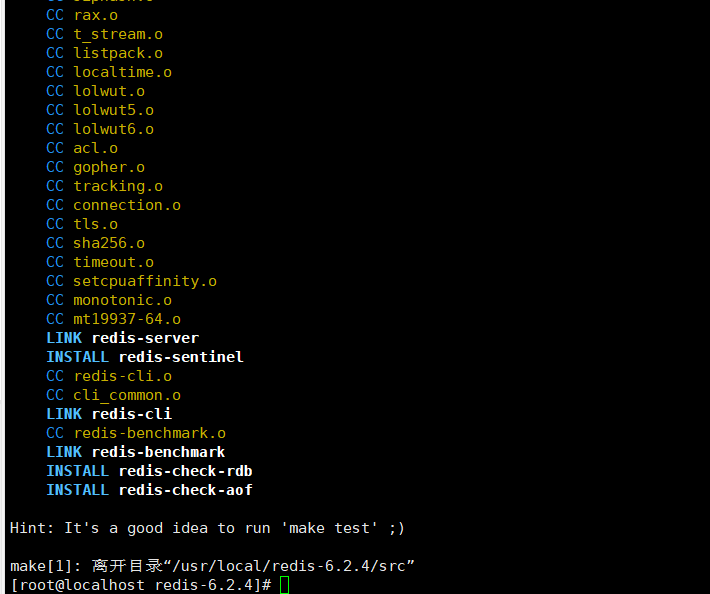 CC rax.o
CC t_stream.o
CC listpack.o
CC localtime.o
CC lolwut.o
CC lolwut5.o
CC lolwut6.o
CC acl.o
CC gopher.o
CC tracking.o
CC connection.o
CC tls.o
CC sha256.o
CC timeout.o
CC setcpuaffinity.o
CC monotonic.o
CC mt19937-64.o
LINK redis-server
INSTALL redis-sentinel
CC redis-cli.o
CC cli_common.o
LINK redis-cli
CC redis-benchmark.o
LINK redis-benchmark
INSTALL redis-check-rdb
INSTALL redis-check-aof
Hint: It's a good idea to run 'make test' ;)
make[1]: 离开目录“/usr/local/redis-6.2.4/src”
[root@localhost redis-6.2.4]#